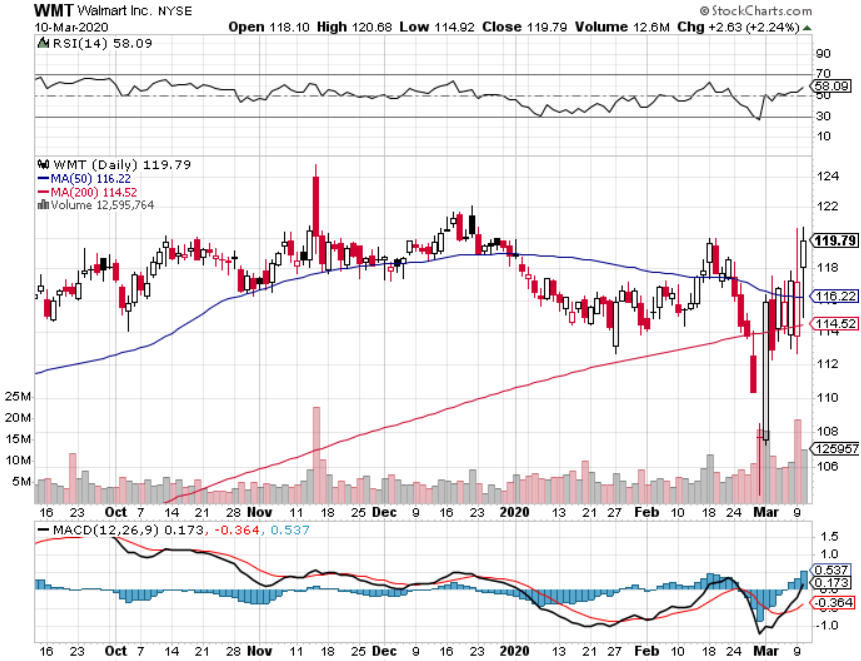 WMT Walmart Inc. NYSE © StockCharts.com
10-Mar-2020 Open 118.10 High 120.68 Low 114.92 Close 119.79 Volume 12.6M Chg +2.63 (+2.24%)
RSI(14) 58.09
90
70
58.09
50
30
10
WMT (Daily) 119.79
MA(50) 116.22
MA(200) 114.52
Volume 12,595,764
124
122
119.79
118
116.22
114.52
114
112
110
108
125957
106
25M
20M
15M
10M
5M
16 23 Oct 7 14 21 28 Nov 11 18 25 Dec 9 16 23 2020 13 21 27 Feb 10 18 24 Mar 9
MACD(12,26,9) 0.173, -0.364, 0.537
1.5
1.0
0.537
0.173
-0.364
-1.0
16 23 Oct 7 14 21 28 Nov 11 18 25 Dec 9 16 23 2020 13 21 27 Feb 10 18 24 Mar 9